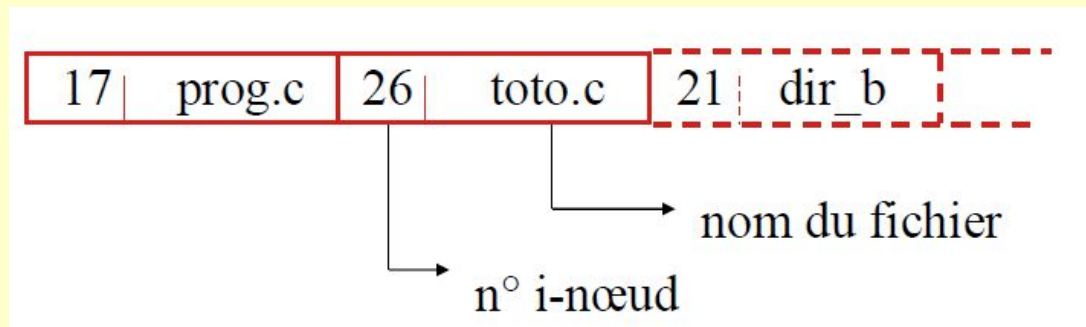 17 prog.c 26 toto.c 21 dir_b
nom du fichier
n° i-nœud